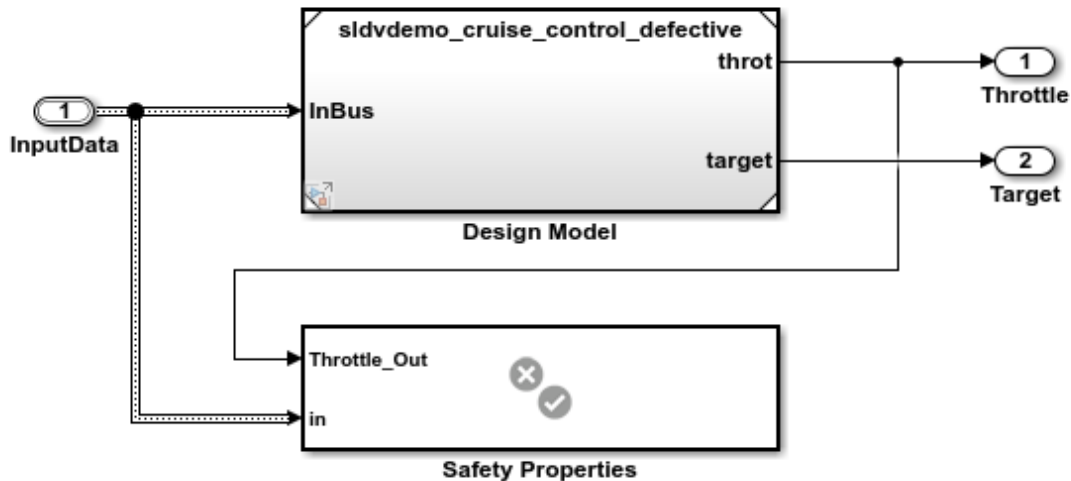 sldvdemo_cruise_control_defective
throt
1
Throttle
1
InBus
InputData
target
2
Target
Design Model
Throttle_Out
in
Safety Properties